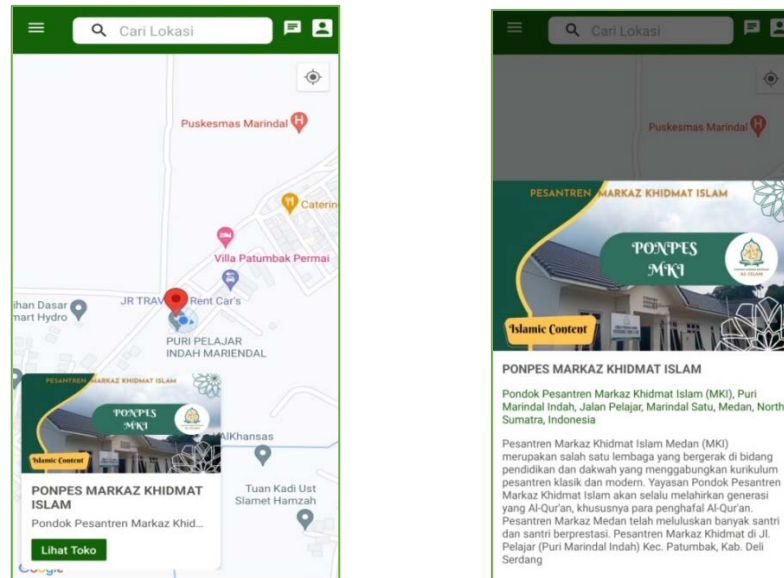 Cari Lokasi
Puskesmas Marindal
Caterin
Villa Patumbak Permai
JR TRAV Rent Car's
ihan Dasar
mart Hydro
PURI PELAJAR
INDAH MARIENDAL
PESANTREN MARKAZ KHIDMAT ISLAM
PONPES
MKI
Islamic Content
AlKhansas
Tuan Kadi Ust
Slamet Hamzah
PONPES MARKAZ KHIDMAT
ISLAM
Pondok Pesantren Markaz Khid...
Lihat Toko
Cari Lokasi
Puskesmas Marindal
PESANTREN MARKAZ KHIDMAT ISLAM
PONPES
MKI
Islamic Content
PONPES MARKAZ KHIDMAT ISLAM
Pondok Pesantren Markaz Khidmat Islam (MKI), Puri
Marindal Indah, Jalan Pelajar, Marindal Satu, Medan, North
Sumatra, Indonesia
Pesantren Markaz Khidmat Islam Medan (MKI)
merupakan salah satu lembaga yang bergerak di bidang
pendidikan dan dakwah yang menggabungkan kurikulum
pesantren klasik dan modern. Yayasan Pondok Pesantren
Markaz Khidmat Islam akan selalu melahirkan generasi
yang Al-Qur'an, khususnya para penghafal Al-Qur'an.
Pesantren Markaz Medan telah meluluskan banyak santri
dan santri berprestasi. Pesantren Markaz Khidmat di Jl.
Pelajar (Puri Marindal Indah) Kec. Patumbak, Kab. Deli
Serdang